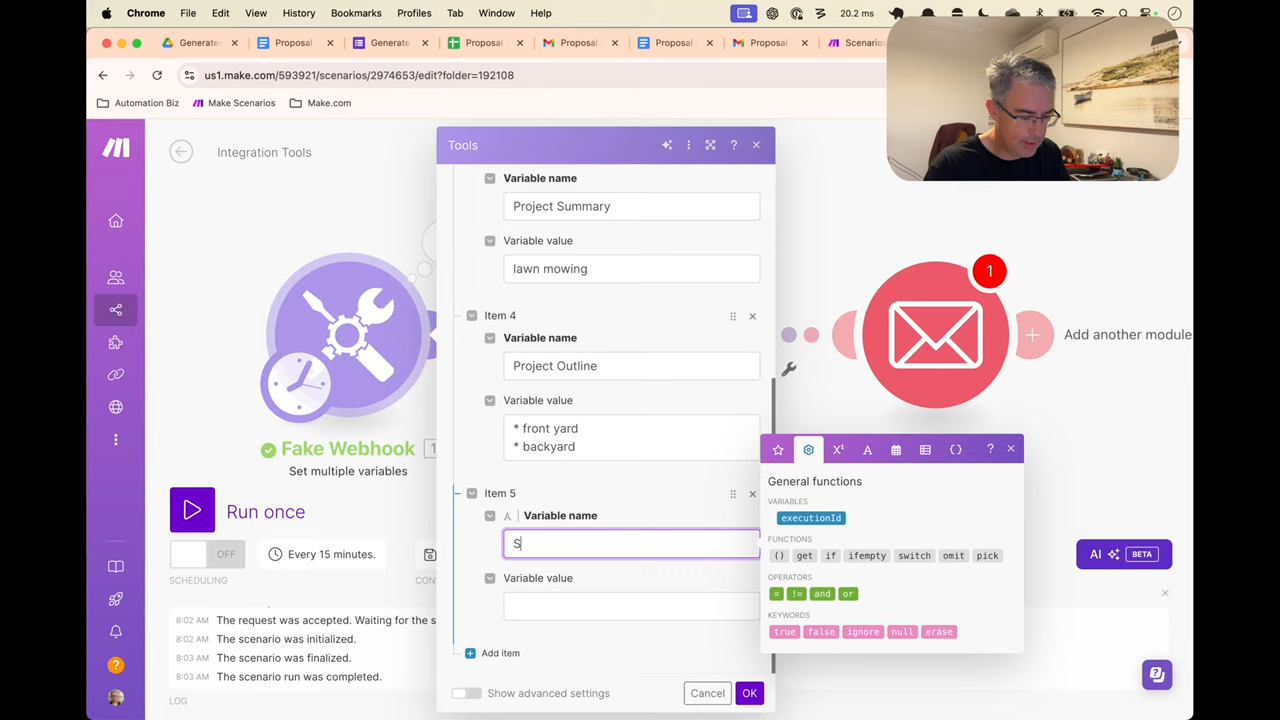 Chrome File Edit View History Bookmarks Profiles Tab Window Help 20.2 ms
Generate Proposal Generate Proposal Proposal Proposal Proposal Scenario
us1.make.com/593921/scenarios/2974653/edit?folder=192108
Automation Biz Make Scenarios Make.com
Integration Tools
Tools
Variable name
Project Summary
Variable value
lawn mowing
Item 4
Variable name
Project Outline
Variable value
* front yard
* backyard
Item 5
A Variable name
S
Variable value
Add item
Show advanced settings
Cancel OK
1
Add another module
Fake Webhook 1
Set multiple variables
Run once
OFF Every 15 minutes.
SCHEDULING CON
8:02 AM The request was accepted. Waiting for the s
8:02 AM The scenario was initialized.
8:03 AM The scenario was finalized.
8:03 AM The scenario run was completed.
LOG
X¹ A ?
General functions
VARIABLES
executionId
FUNCTIONS
() get if ifempty switch omit pick
OPERATORS
= != and or
KEYWORDS
true false ignore null erase
AI BETA